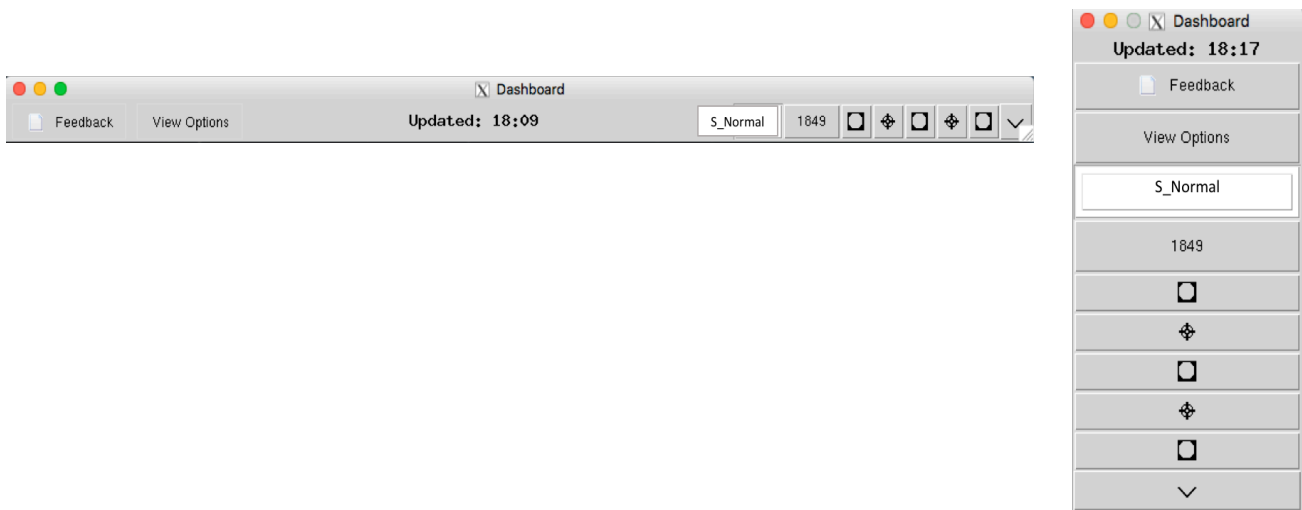 Dashboard
Feedback View Options Updated: 18:09 S_Normal 1849
Dashboard
Updated: 18:17
Feedback
View Options
S_Normal
1849